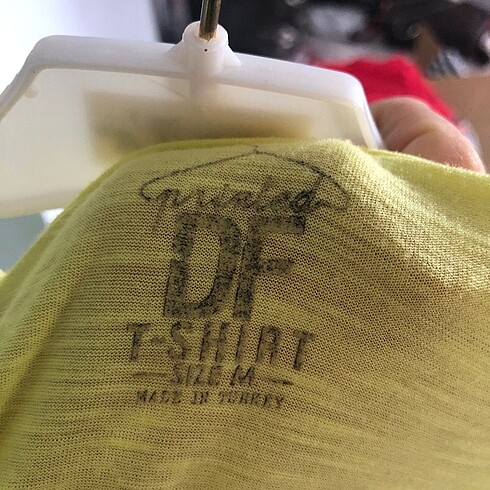 printed
DF
T-SHIRT
SIZE M
MADE IN TURKEY